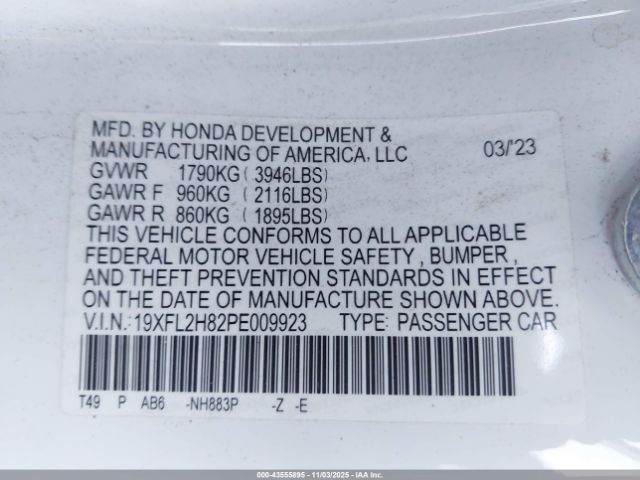 MFD. BY HONDA DEVELOPMENT &
MANUFACTURING OF AMERICA, LLC 03/'23
GVWR 1790KG ( 3946LBS )
GAWR F 960KG ( 2116LBS )
GAWR R 860KG ( 1895LBS )
THIS VEHICLE CONFORMS TO ALL APPLICABLE
FEDERAL MOTOR VEHICLE SAFETY , BUMPER ,
AND THEFT PREVENTION STANDARDS IN EFFECT
ON THE DATE OF MANUFACTURE SHOWN ABOVE.
V.I.N.: 19XFL2H82PE009923 TYPE: PASSENGER CAR
T49 P AB6 -NH883P -Z -E
000-43555895 - 11/03/2025 - IAAI.com